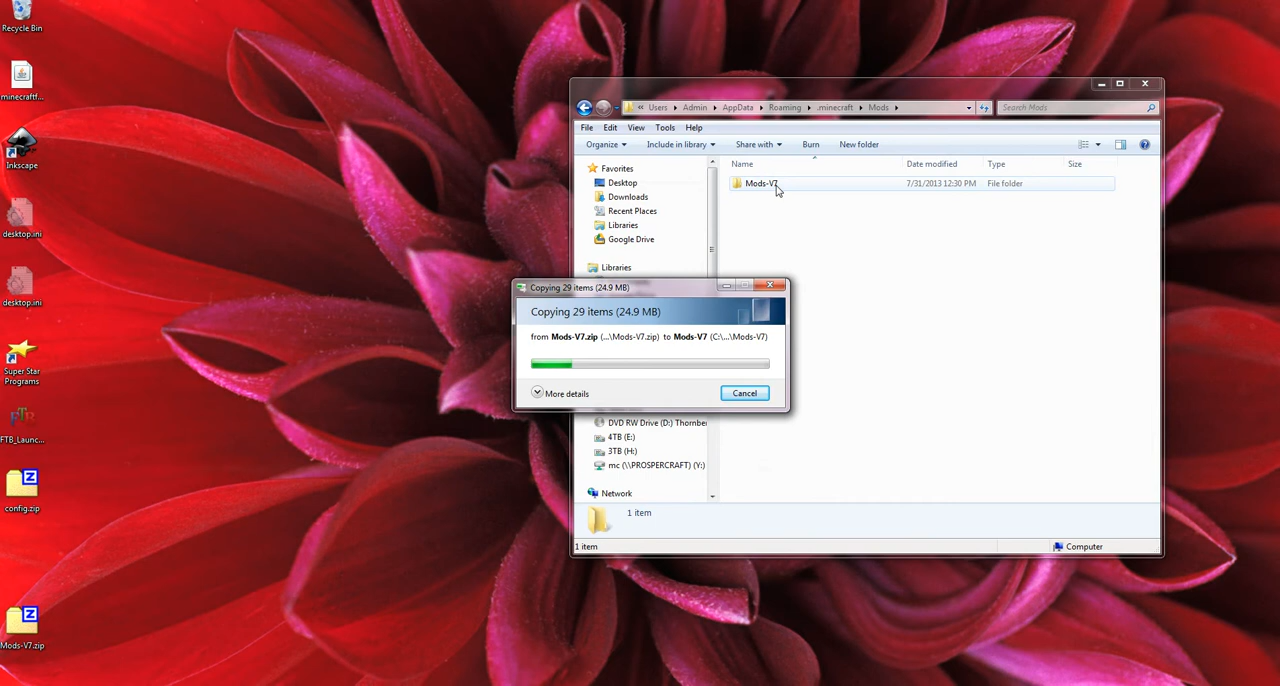 Recycle Bin
minecraftf...
Inkscape
desktop.ini
desktop.ini
Super Star
Programs
FTB_Launc...
config.zip
Mods-V7.zip
« Users ▸ Admin ▸ AppData ▸ Roaming ▸ .minecraft ▸ Mods ▸
Search Mods
File Edit View Tools Help
Organize Include in library Share with Burn New folder
Name Date modified Type Size
Mods-V7 7/31/2013 12:30 PM File folder
Favorites
Desktop
Downloads
Recent Places
Libraries
Google Drive
Libraries
Copying 29 items (24.9 MB)
Copying 29 items (24.9 MB)
from Mods-V7.zip (...\Mods-V7.zip) to Mods-V7 (C:\...\Mods-V7)
More details
Cancel
DVD RW Drive (D:) Thornber
4TB (E:)
3TB (H:)
mc (\\PROSPERCRAFT) (Y:)
Network
1 item
1 item
Computer